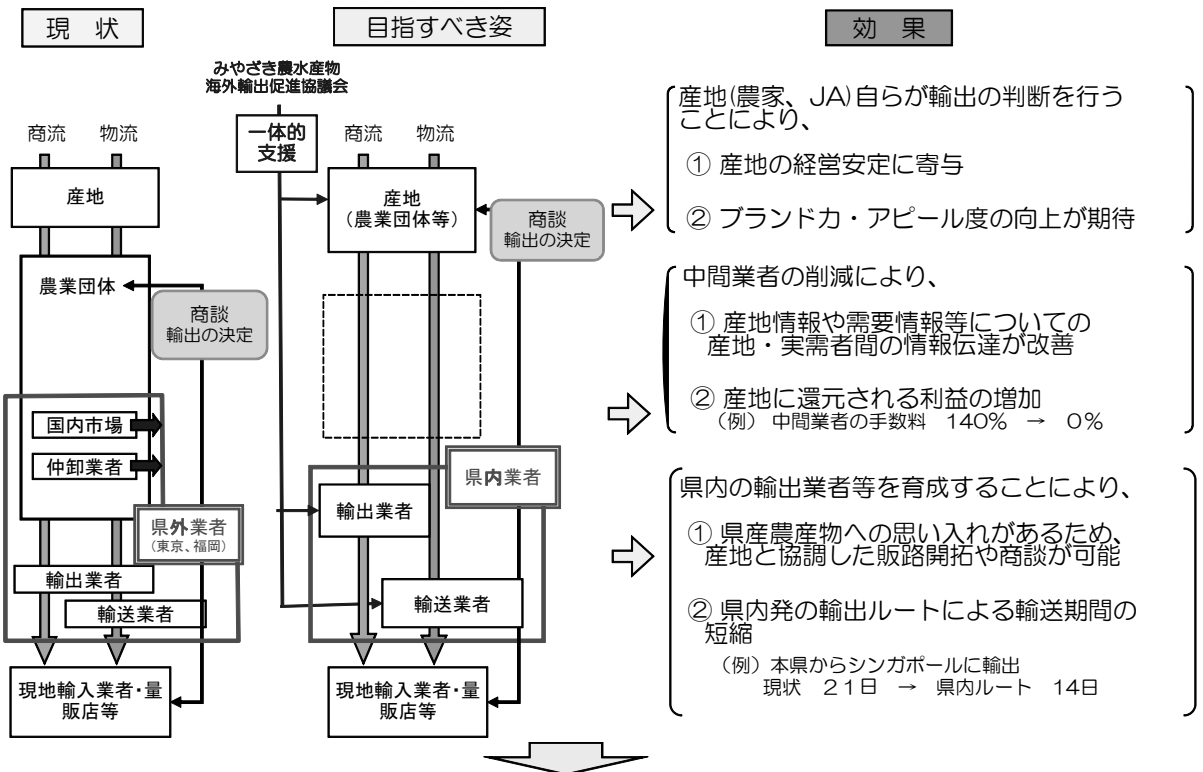 現　状
商流　物流
産地
農業団体
商談
輸出の決定
国内市場
仲卸業者
県外業者
(東京、福岡)
輸出業者
輸送業者
現地輸入業者・量
販店等
目指すべき姿
みやざき農水産物
海外輸出促進協議会
一体的
支援
商流　物流
産地
(農業団体等)
商談
輸出の決定
県内業者
輸出業者
輸送業者
現地輸入業者・量
販店等
効　果
産地(農家、JA)自らが輸出の判断を行う
ことにより、
① 産地の経営安定に寄与
② ブランド力・アピール度の向上が期待
中間業者の削減により、
① 産地情報や需要情報等についての
産地・実需者間の情報伝達が改善
② 産地に還元される利益の増加
（例） 中間業者の手数料　140%　→　0%
県内の輸出業者等を育成することにより、
① 県産農産物への思い入れがあるため、
産地と協調した販路開拓や商談が可能
② 県内発の輸出ルートによる輸送期間の
短縮
（例）本県からシンガポールに輸出
現状　21日　→　県内ルート　14日